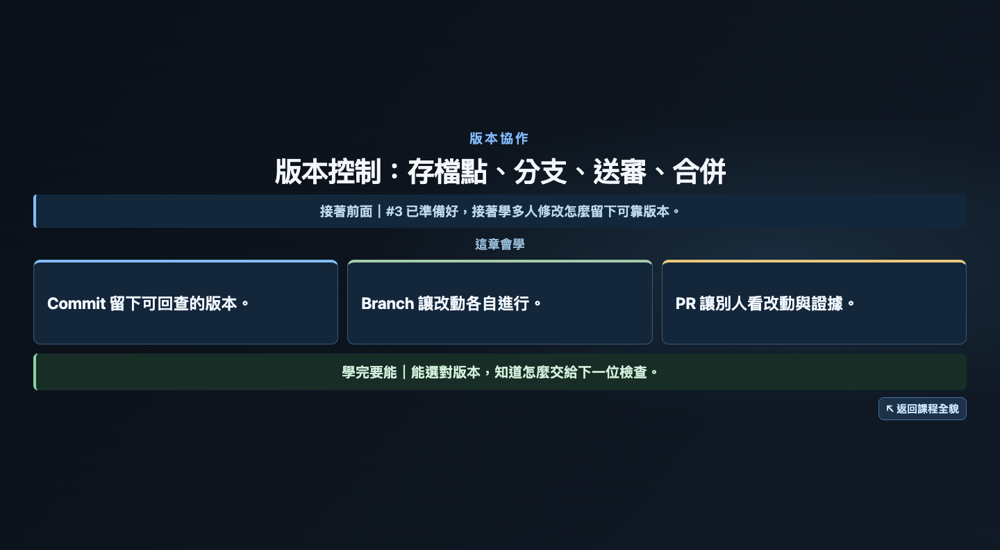 版本協作
版本控制：存檔點、分支、送審、合併
接著前面｜#3 已準備好，接著學多人修改怎麼留下可靠版本。
這章會學
Commit 留下可回查的版本。
Branch 讓改動各自進行。
PR 讓別人看改動與證據。
學完要能｜能選對版本，知道怎麼交給下一位檢查。
↖ 返回課程全貌